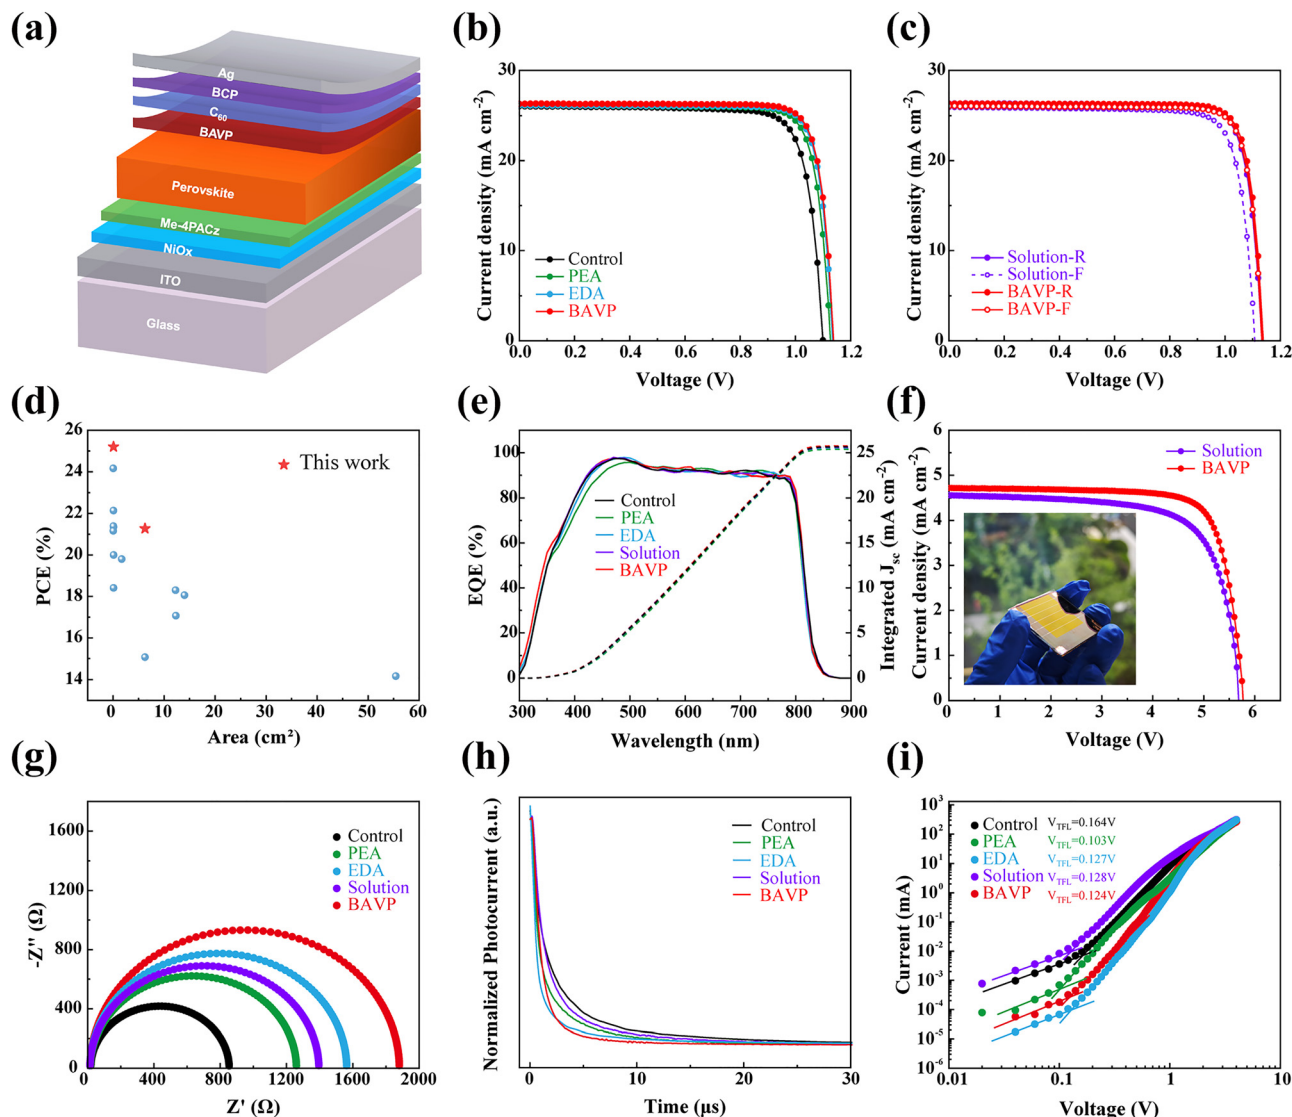 (a)
Ag
BCP
C₆₀
BAVP
Perovskite
Me-4PACz
NiOx
ITO
Glass
(b)
30
20
10
0
0.0 0.2 0.4 0.6 0.8 1.0 1.2
Current density (mA cm⁻²)
Voltage (V)
Control
PEA
EDA
BAVP
(c)
30
20
10
0
0.0 0.2 0.4 0.6 0.8 1.0 1.2
Current density (mA cm⁻²)
Voltage (V)
Solution-R
Solution-F
BAVP-R
BAVP-F
(d)
26
24
22
20
18
16
14
0 10 20 30 40 50 60
PCE (%)
Area (cm²)
This work
(e)
100
80
60
40
20
0
300 400 500 600 700 800 900
25
20
15
10
5
0
EQE (%)
Integrated Jsc (mA cm⁻²)
Wavelength (nm)
Control
PEA
EDA
Solution
BAVP
(f)
6
5
4
3
2
1
0
0 1 2 3 4 5 6
Current density (mA cm⁻²)
Voltage (V)
Solution
BAVP
(g)
1600
1200
800
400
0
0 400 800 1200 1600 2000
-Z'' (Ω)
Z' (Ω)
Control
PEA
EDA
Solution
BAVP
(h)
Normalized Photocurrent (a.u.)
0 10 20 30
Time (μs)
Control
PEA
EDA
Solution
BAVP
(i)
10³
10²
10¹
10⁰
10⁻¹
10⁻²
10⁻³
10⁻⁴
10⁻⁵
10⁻⁶
0.01 0.1 1 10
Current (mA)
Voltage (V)
Control V_TFL=0.164V
PEA V_TFL=0.103V
EDA V_TFL=0.127V
Solution V_TFL=0.128V
BAVP V_TFL=0.124V